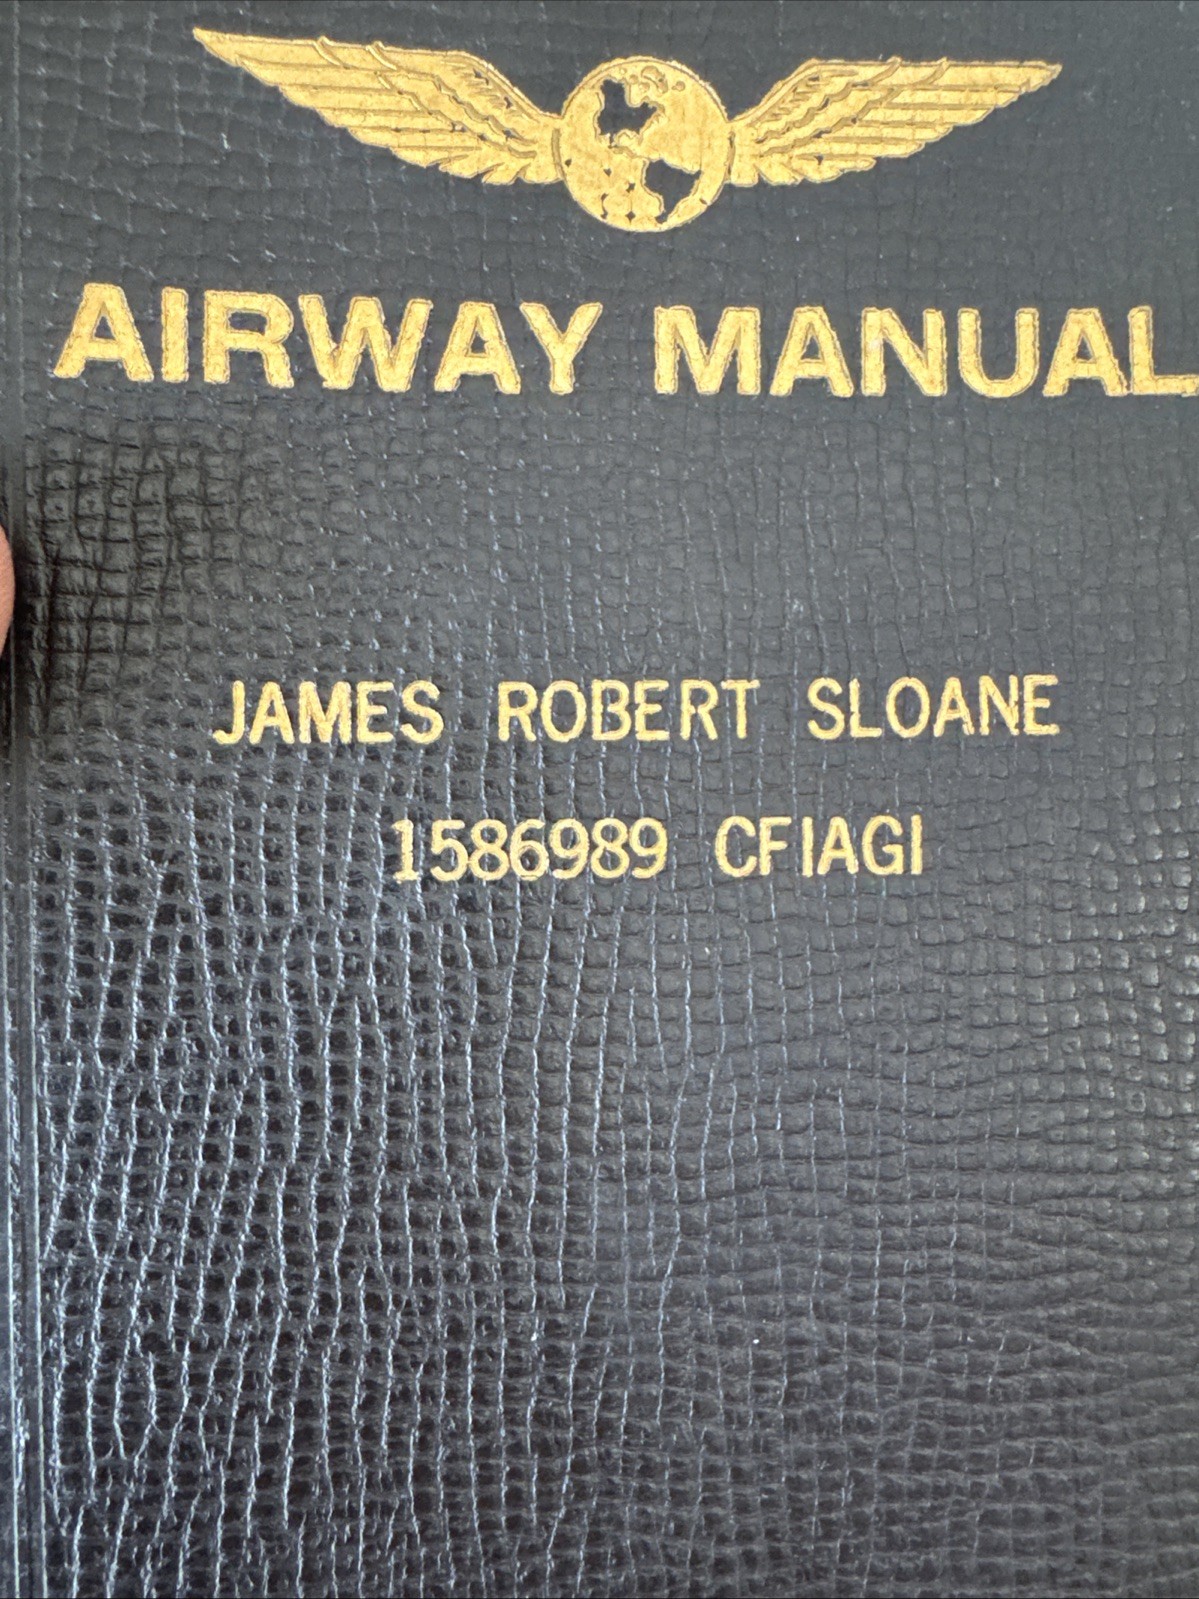 AIRWAY MANUAL
JAMES ROBERT SLOANE
1586989 CFIAGI